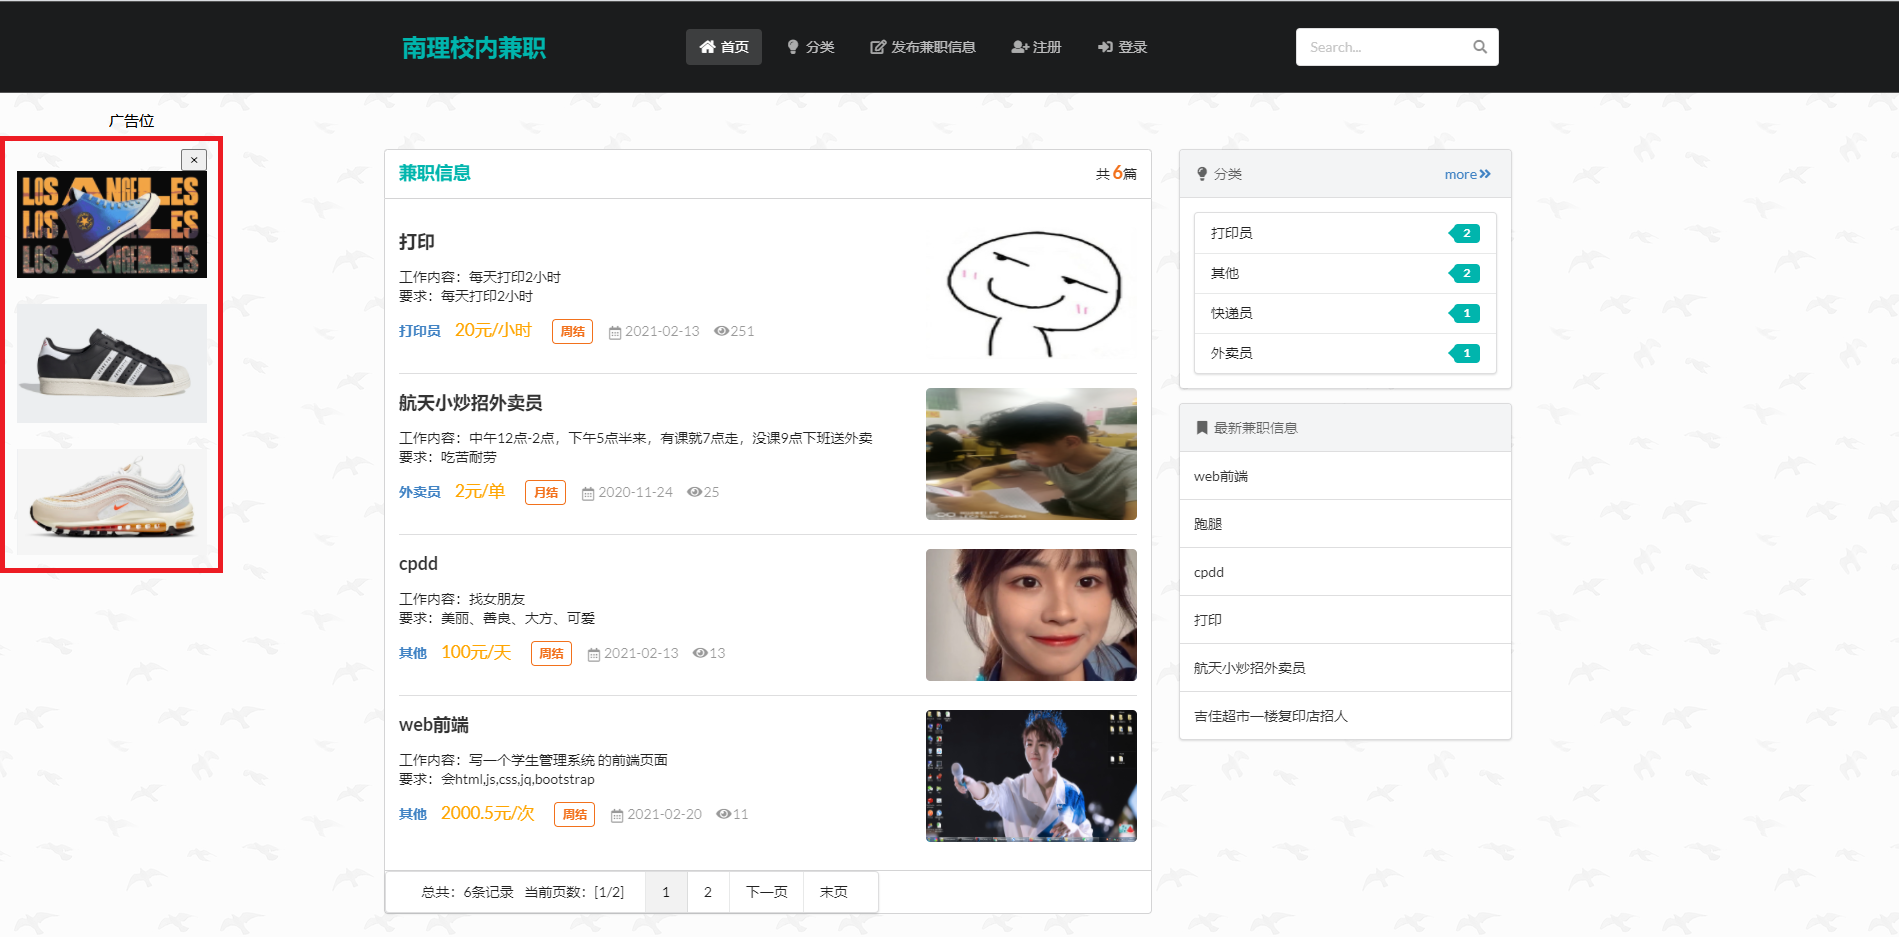 南理校内兼职
首页
分类
发布兼职信息
注册
登录
Search...
广告位
×
LOS ANGELES
LOS ANGELES
LOS ANGELES
兼职信息
共6篇
打印
工作内容：每天打印2小时
要求：每天打印2小时
打印员 20元/小时 周结 2021-02-13 251
航天小炒招外卖员
工作内容：中午12点-2点，下午5点半来，有课就7点走，没课9点下班送外卖
要求：吃苦耐劳
外卖员 2元/单 月结 2020-11-24 25
cpdd
工作内容：找女朋友
要求：美丽、善良、大方、可爱
其他 100元/天 周结 2021-02-13 13
web前端
工作内容：写一个学生管理系统 的前端页面
要求：会html,js,css,jq,bootstrap
其他 2000.5元/次 周结 2021-02-20 11
总共：6条记录 当前页数：[1/2] 1 2 下一页 末页
分类 more
打印员 2
其他 2
快递员 1
外卖员 1
最新兼职信息
web前端
跑腿
cpdd
打印
航天小炒招外卖员
吉佳超市一楼复印店招人